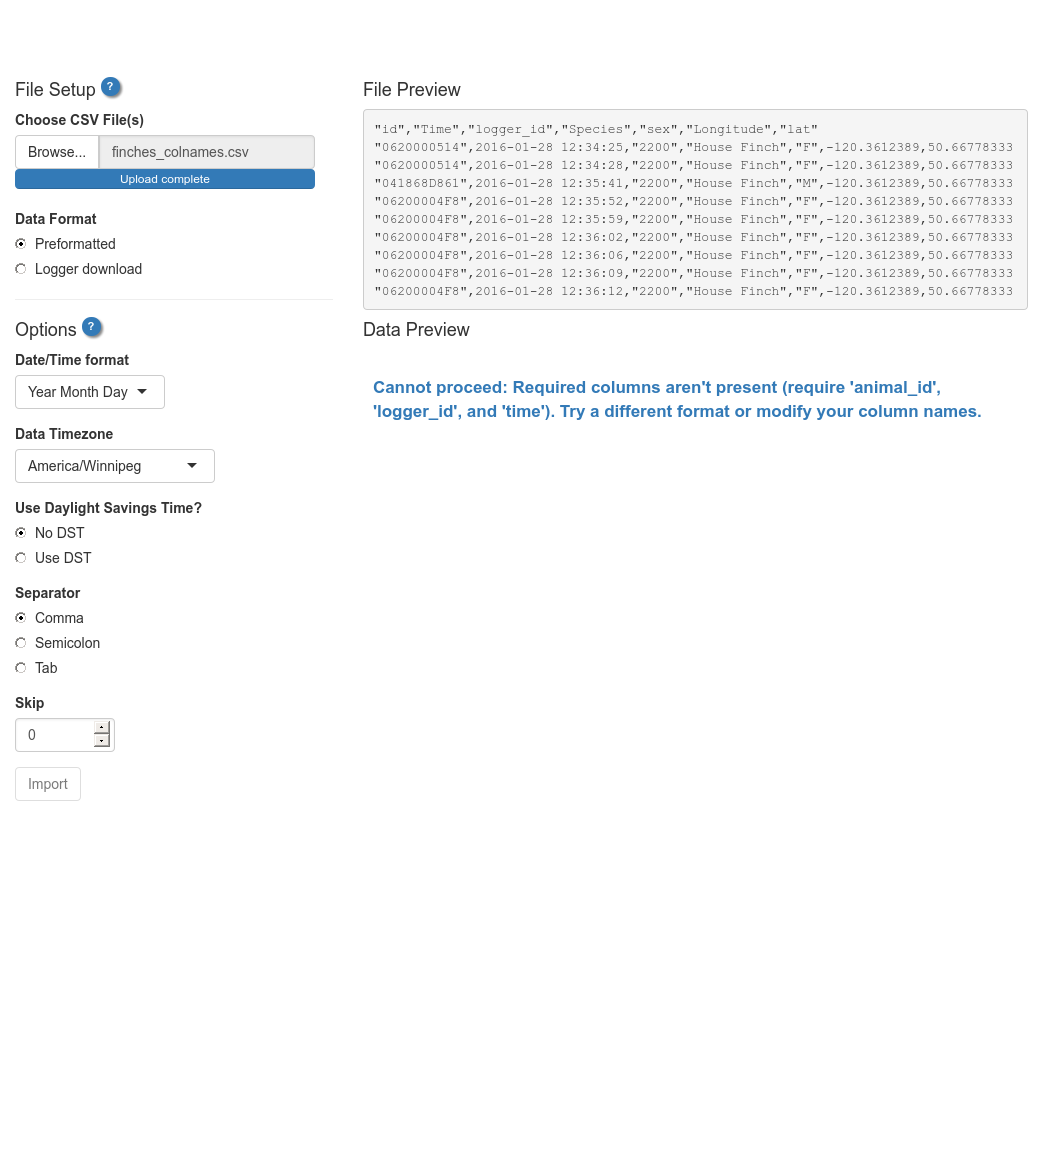 File Setup ?
Choose CSV File(s)
Browse... finches_colnames.csv
Upload complete
Data Format
Preformatted
Logger download
Options ?
Date/Time format
Year Month Day
Data Timezone
America/Winnipeg
Use Daylight Savings Time?
No DST
Use DST
Separator
Comma
Semicolon
Tab
Skip
0
Import
File Preview
"id","Time","logger_id","Species","sex","Longitude","lat"
"0620000514",2016-01-28 12:34:25,"2200","House Finch","F",-120.3612389,50.66778333
"0620000514",2016-01-28 12:34:28,"2200","House Finch","F",-120.3612389,50.66778333
"041868D861",2016-01-28 12:35:41,"2200","House Finch","M",-120.3612389,50.66778333
"06200004F8",2016-01-28 12:35:52,"2200","House Finch","F",-120.3612389,50.66778333
"06200004F8",2016-01-28 12:35:59,"2200","House Finch","F",-120.3612389,50.66778333
"06200004F8",2016-01-28 12:36:02,"2200","House Finch","F",-120.3612389,50.66778333
"06200004F8",2016-01-28 12:36:06,"2200","House Finch","F",-120.3612389,50.66778333
"06200004F8",2016-01-28 12:36:09,"2200","House Finch","F",-120.3612389,50.66778333
"06200004F8",2016-01-28 12:36:12,"2200","House Finch","F",-120.3612389,50.66778333
Data Preview
Cannot proceed: Required columns aren't present (require 'animal_id',
'logger_id', and 'time'). Try a different format or modify your column names.